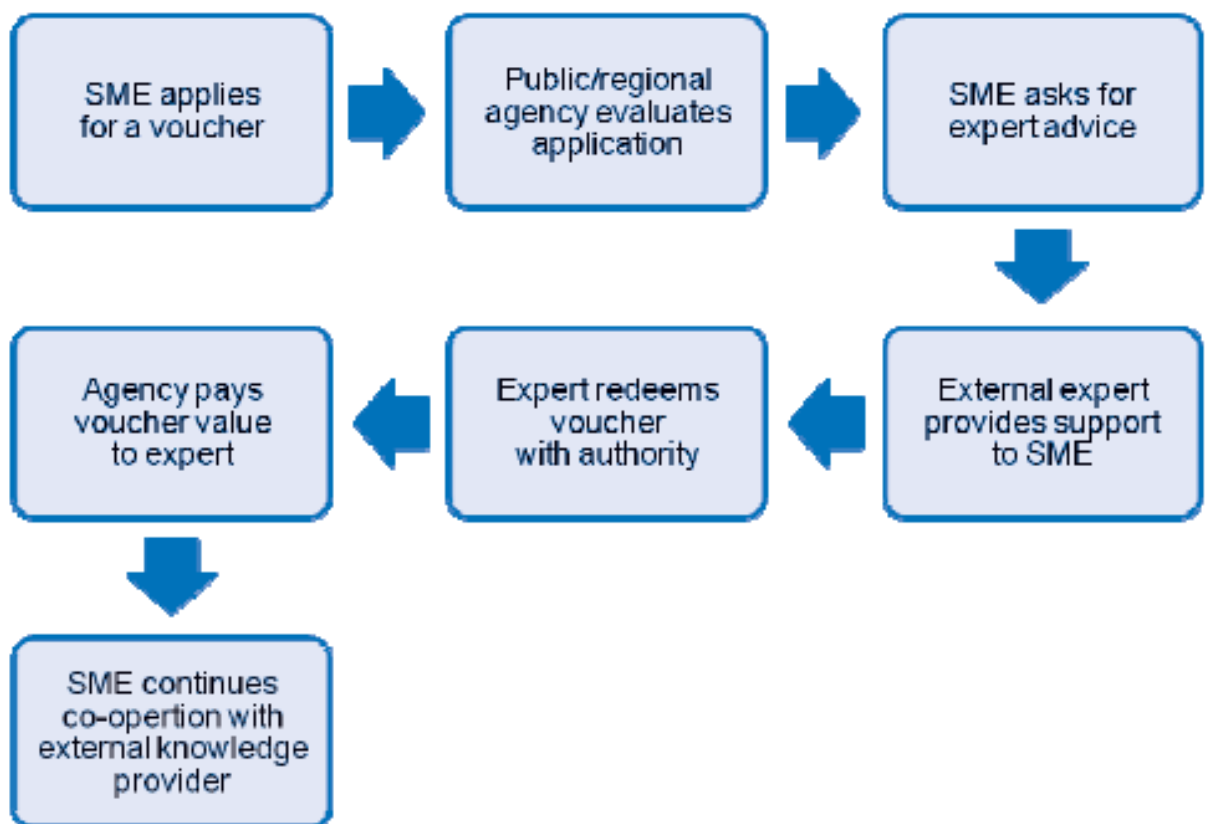 SME applies
for a voucher
Public/regional
agency evaluates
application
SME asks for
expert advice
External expert
provides support
to SME
Expert redeems
voucher
with authority
Agency pays
voucher value
to expert
SME continues
co-opertion with
external knowledge
provider